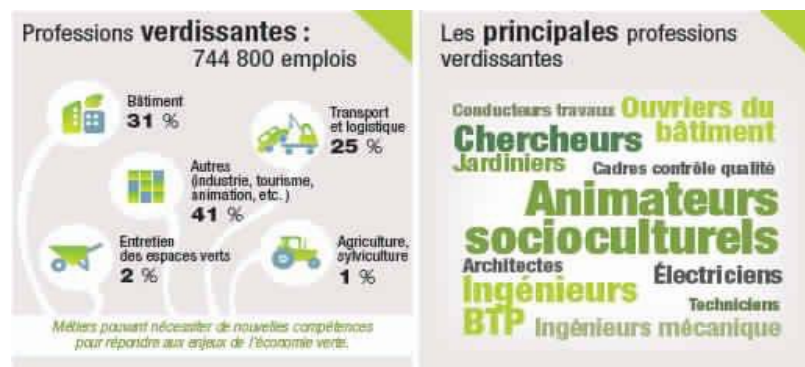 Professions verdissantes :
744 800 emplois
Bâtiment
31 %
Transport
et logistique
25 %
Autres
(industrie, tourisme,
animation, etc.)
41 %
Entretien
des espaces verts
2 %
Agriculture,
sylviculture
1 %
Métiers pouvant nécessiter de nouvelles compétences
pour répondre aux enjeux de l'économie verte.
Les principales professions
verdissantes
Conducteurs travaux Ouvriers du
bâtiment
Chercheurs
Jardiniers Cadres contrôle qualité
Animateurs
socioculturels
Architectes Électriciens
Ingénieurs
BTP
Techniciens
Ingénieurs mécanique